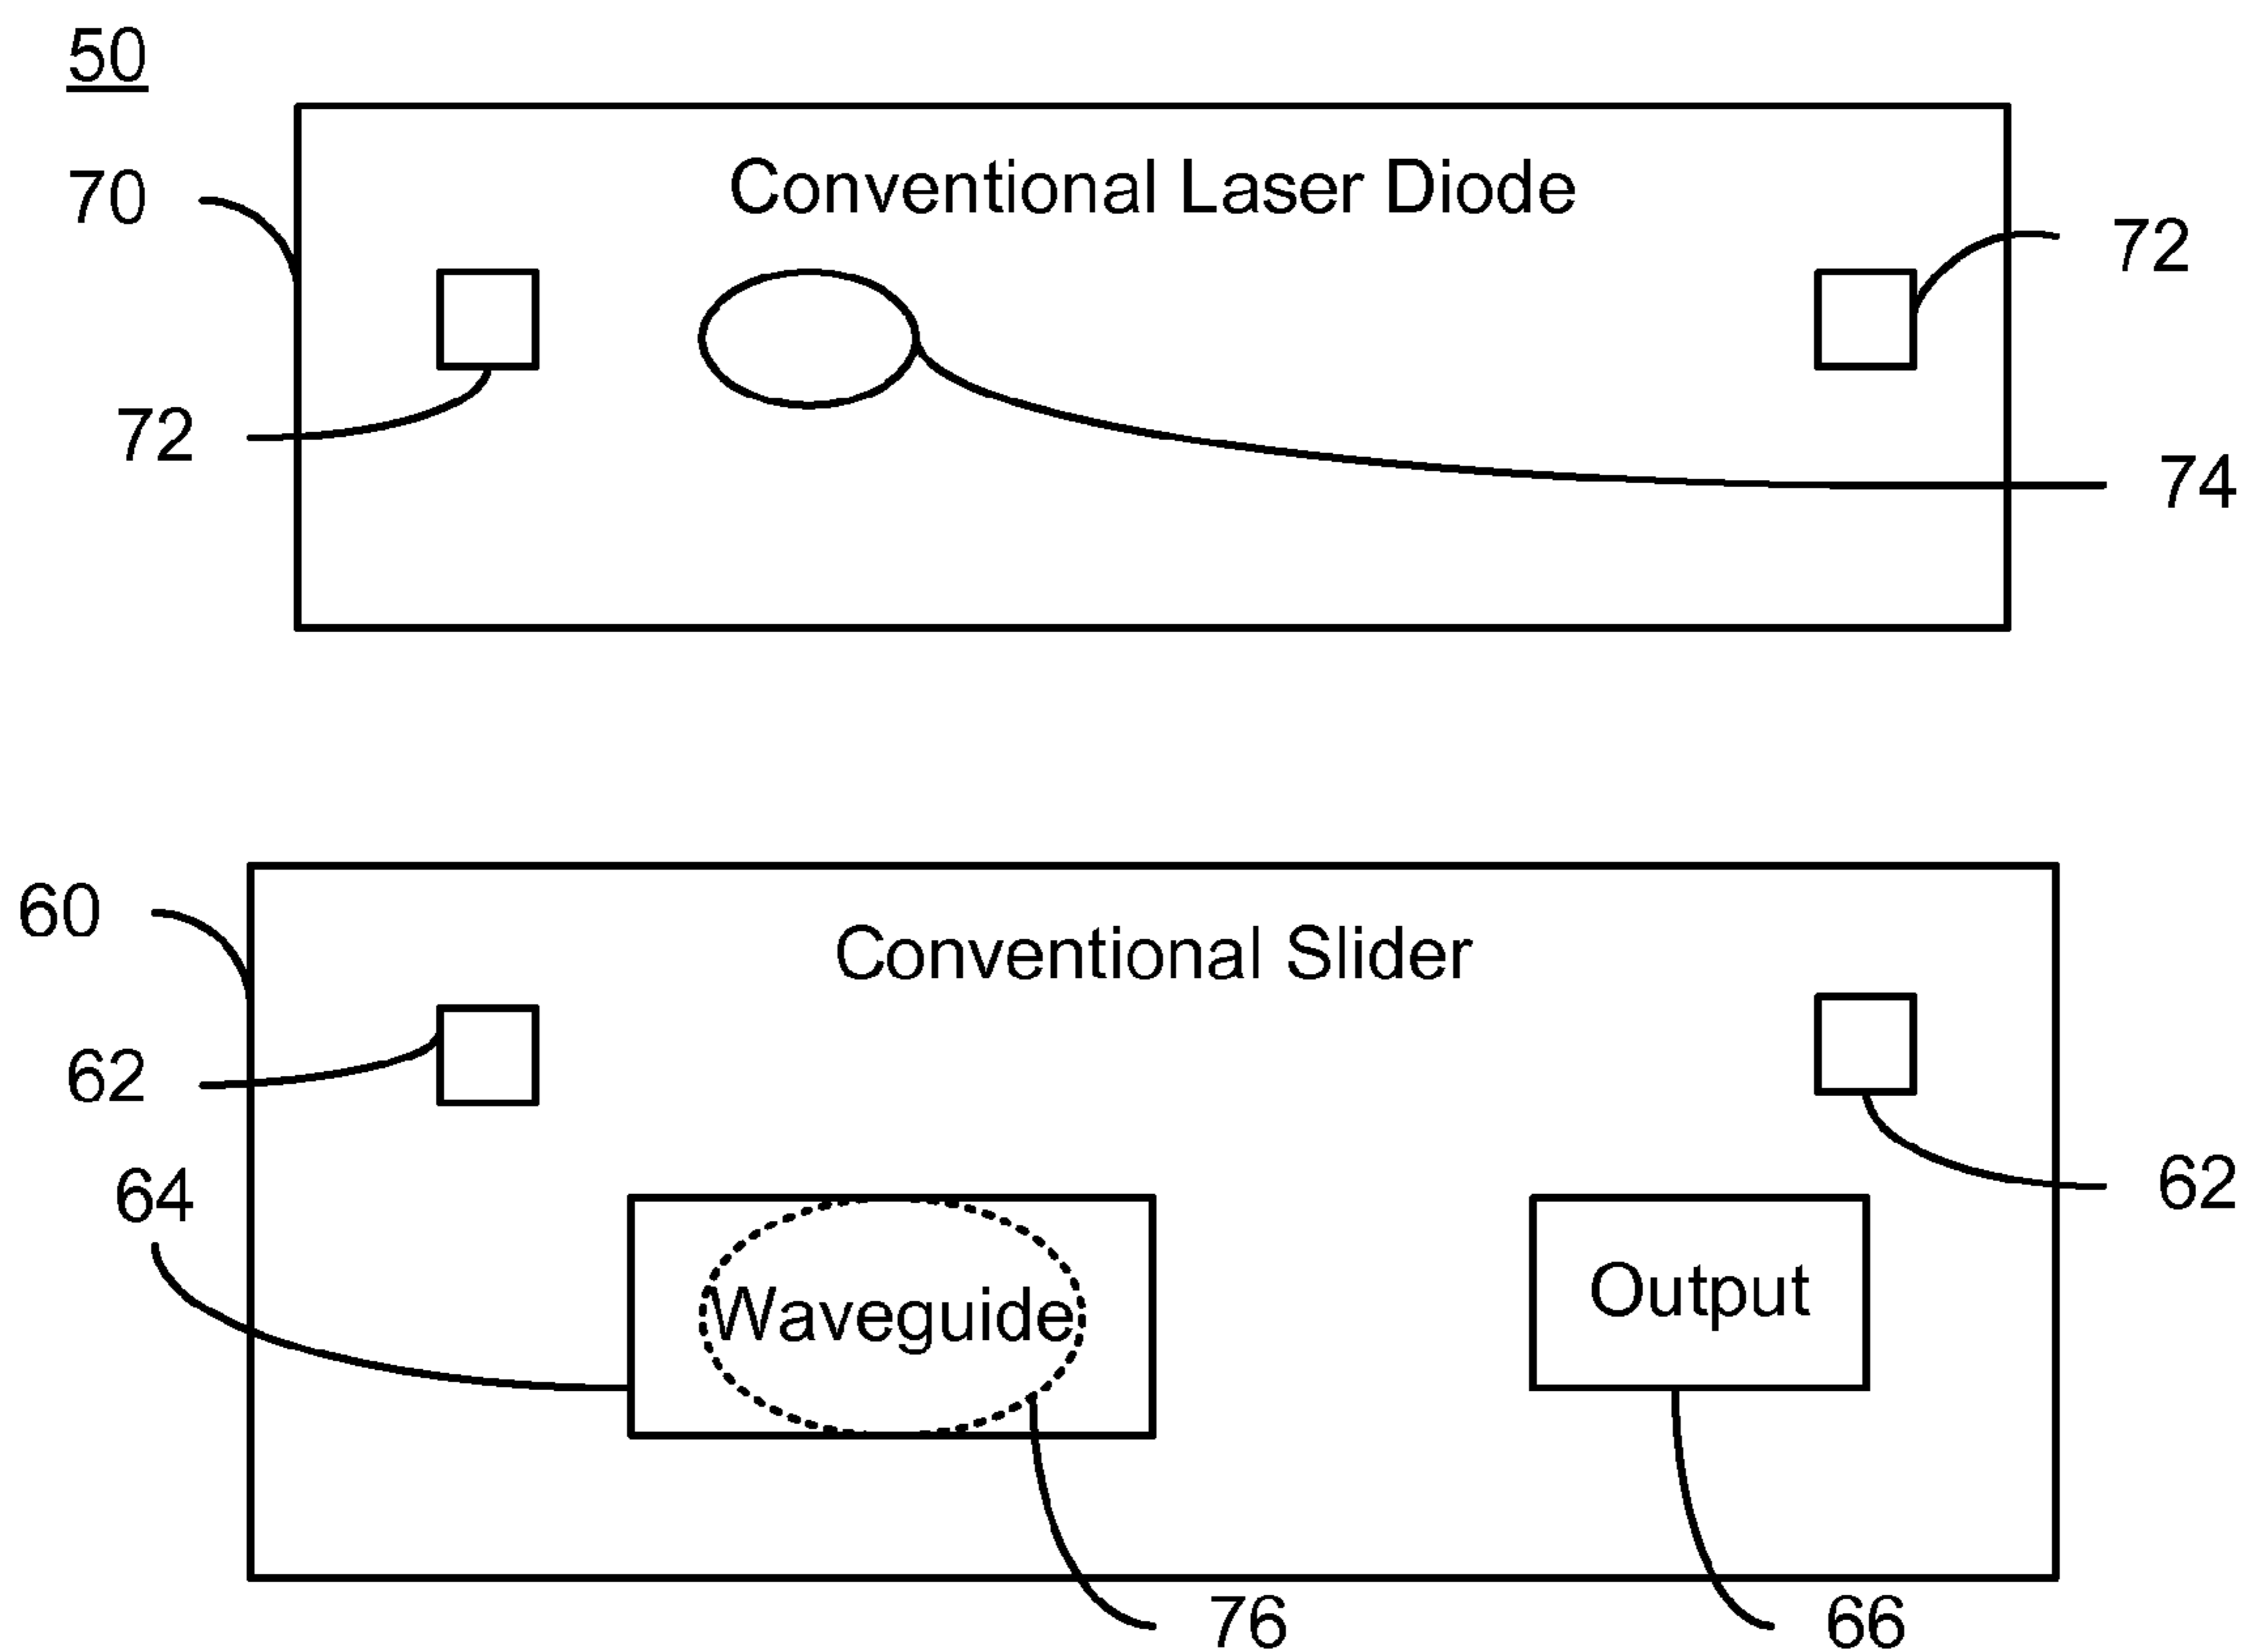 50
70
Conventional Laser Diode
72
72
74
60
Conventional Slider
62
64
62
Waveguide
Output
76
66